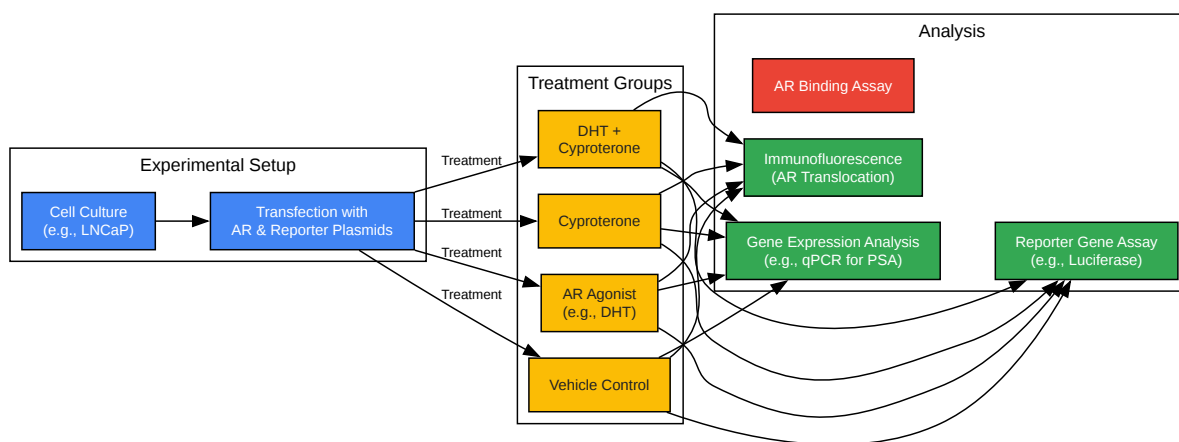 Experimental Setup
Cell Culture
(e.g., LNCaP)
Transfection with
AR & Reporter Plasmids
Treatment
Treatment
Treatment
Treatment
Treatment Groups
DHT +
Cyproterone
Cyproterone
AR Agonist
(e.g., DHT)
Vehicle Control
Analysis
AR Binding Assay
Immunofluorescence
(AR Translocation)
Gene Expression Analysis
(e.g., qPCR for PSA)
Reporter Gene Assay
(e.g., Luciferase)